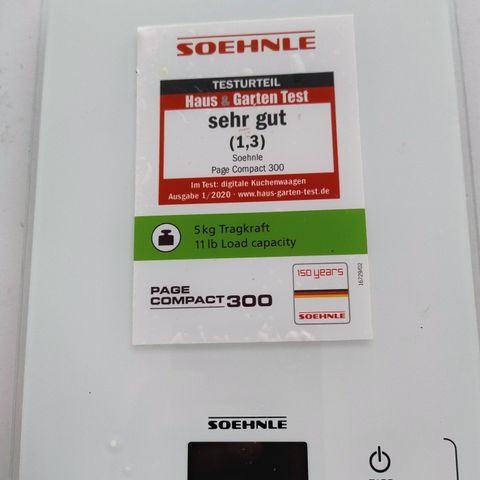 SOEHNLE
TESTURTEIL
Haus & Garten Test
sehr gut
(1,3)
Soehnle
Page Compact 300
Im Test: digitale Küchenwaagen
Ausgabe 1/2020 · www.haus-garten-test.de
5 kg Tragkraft
11 lb Load capacity
PAGE
COMPACT 300
150 years
SOEHNLE
16729/02
SOEHNLE